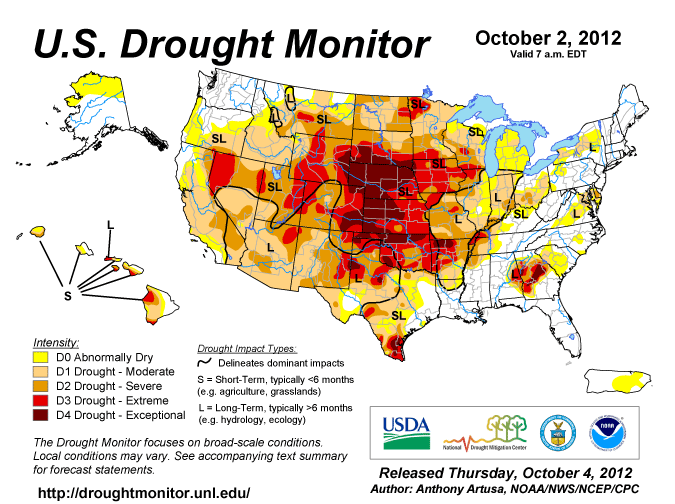 U.S. Drought Monitor
October 2, 2012
Valid 7 a.m. EDT
L
SL
SL
SL
SL
L
SL
SL
SL
L
L
SL
L
L
L
L
SL
L
S
Intensity:
D0 Abnormally Dry
D1 Drought - Moderate
D2 Drought - Severe
D3 Drought - Extreme
D4 Drought - Exceptional
Drought Impact Types:
Delineates dominant impacts
S = Short-Term, typically <6 months
(e.g. agriculture, grasslands)
L = Long-Term, typically >6 months
(e.g. hydrology, ecology)
USDA
National Drought Mitigation Center
NOAA
The Drought Monitor focuses on broad-scale conditions.
Local conditions may vary. See accompanying text summary
for forecast statements.
http://droughtmonitor.unl.edu/
Released Thursday, October 4, 2012
Author: Anthony Artusa, NOAA/NWS/NCEP/CPC